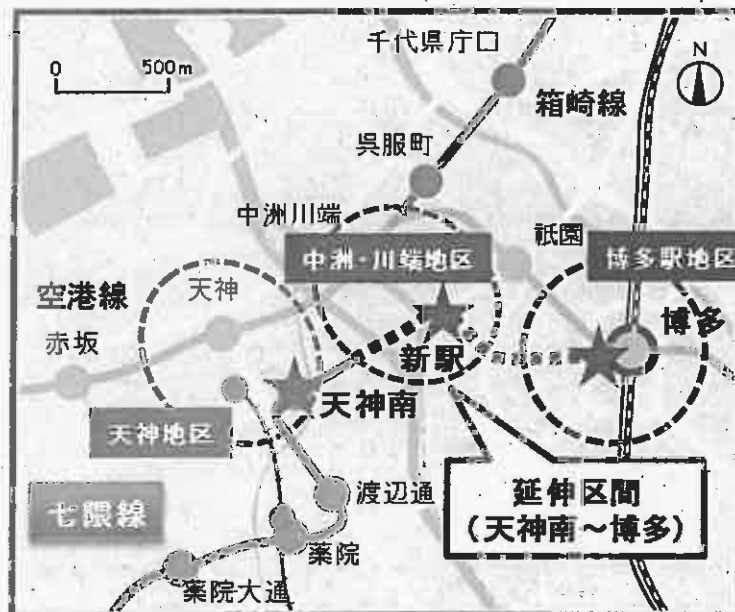 千代県庁口
N
0 500m
箱崎線
呉服町
中洲川端
祇園
中洲・川端地区
博多駅地区
空港線
天神
赤坂
博多
新駅
天神南
天神地区
延伸区間
(天神南〜博多)
七隈線
渡辺通
薬院
薬院大通